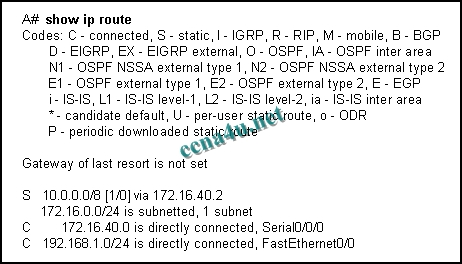 A# show ip route
Codes: C - connected, S - static, I - IGRP, R - RIP, M - mobile, B - BGP
D - EIGRP, EX - EIGRP external, O - OSPF, IA - OSPF inter area
N1 - OSPF NSSA external type 1, N2 - OSPF NSSA external type 2
E1 - OSPF external type 1, E2 - OSPF external type 2, E - EGP
i - IS-IS, L1 - IS-IS level-1, L2 - IS-IS level-2, ia - IS-IS inter area
* - candidate default, U - per-user static route, o - ODR
P - periodic downloaded static route
ccna4u.net
Gateway of last resort is not set
S 10.0.0.0/8 [1/0] via 172.16.40.2
172.16.0.0/24 is subnetted, 1 subnet
C 172.16.40.0 is directly connected, Serial0/0/0
C 192.168.1.0/24 is directly connected, FastEthernet0/0